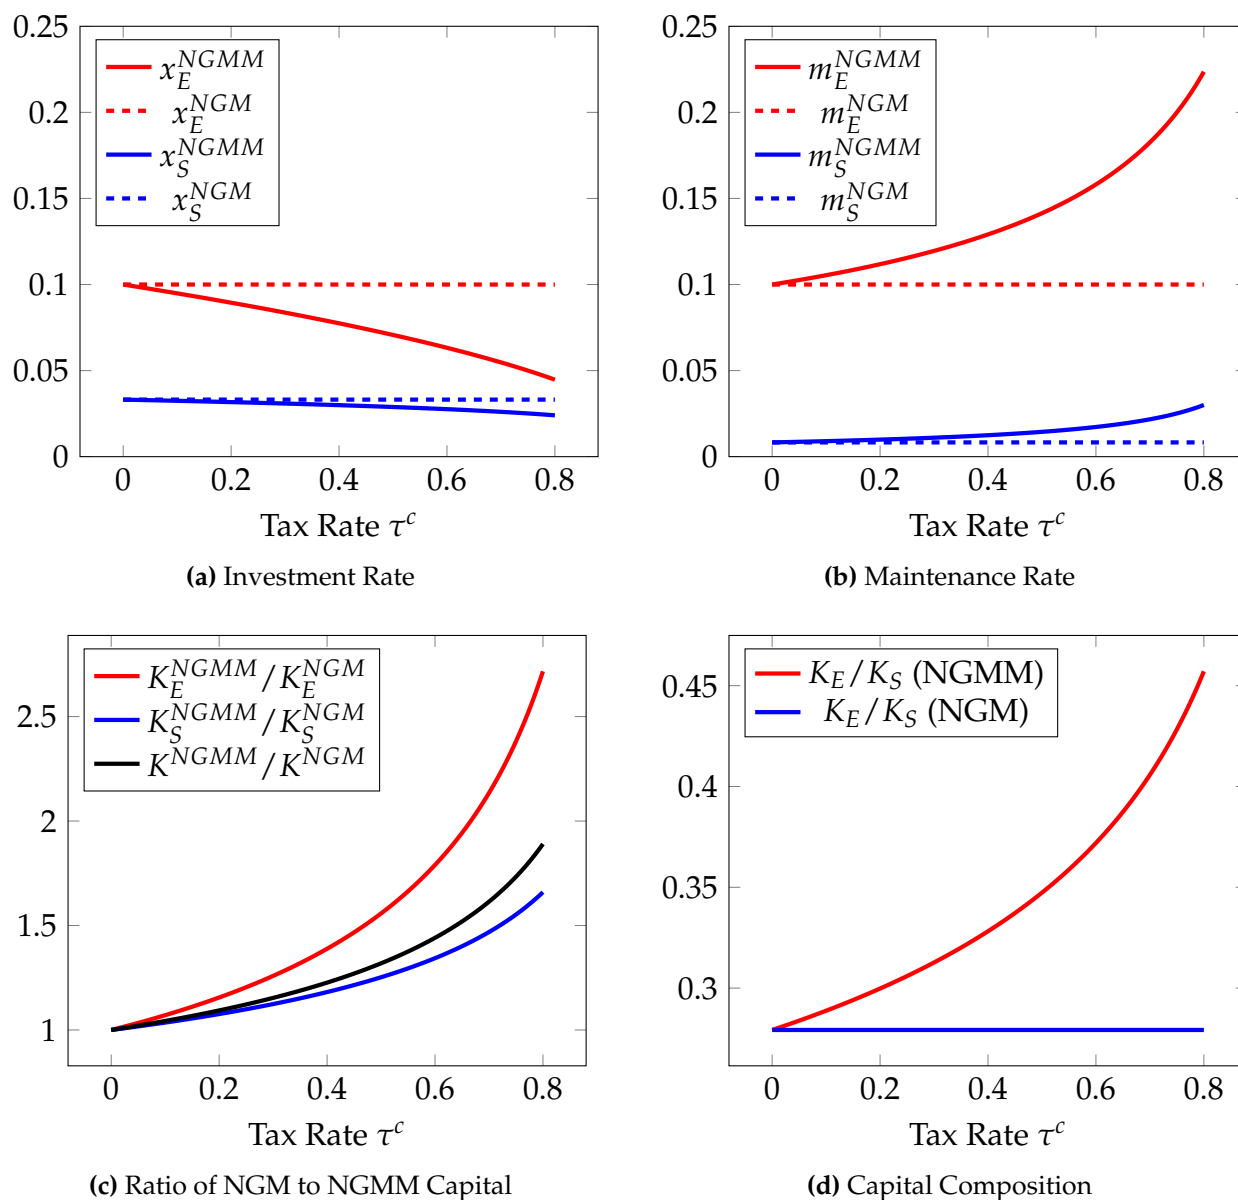 0.25
0.2
0.15
0.1
0.05
0
x_E^{NGMM}
x_E^{NGM}
x_S^{NGMM}
x_S^{NGM}
0 0.2 0.4 0.6 0.8
Tax Rate τ^c
(a) Investment Rate
0.25
0.2
0.15
0.1
0.05
0
m_E^{NGMM}
m_E^{NGM}
m_S^{NGMM}
m_S^{NGM}
0 0.2 0.4 0.6 0.8
Tax Rate τ^c
(b) Maintenance Rate
2.5
2
1.5
1
K_E^{NGMM}/K_E^{NGM}
K_S^{NGMM}/K_S^{NGM}
K^{NGMM}/K^{NGM}
0 0.2 0.4 0.6 0.8
Tax Rate τ^c
(c) Ratio of NGM to NGMM Capital
0.45
0.4
0.35
0.3
K_E/K_S (NGMM)
K_E/K_S (NGM)
0 0.2 0.4 0.6 0.8
Tax Rate τ^c
(d) Capital Composition